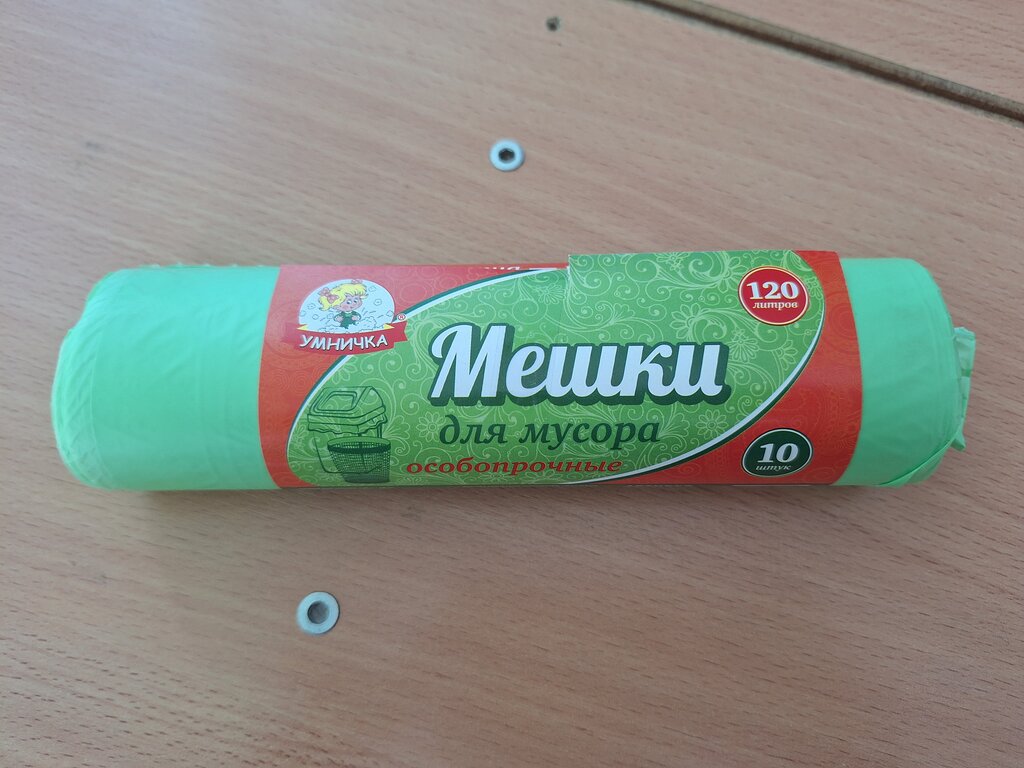 УМНИЧКА
®
Мешки
для мусора
особопрочные
120
литров
10
штук